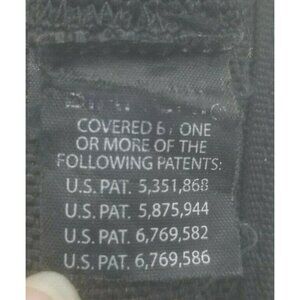 COVERED BY ONE
OR MORE OF THE
FOLLOWING PATENTS:
U.S. PAT. 5,351,868
U.S. PAT. 5,875,944
U.S. PAT. 6,769,582
U.S. PAT. 6,769,586